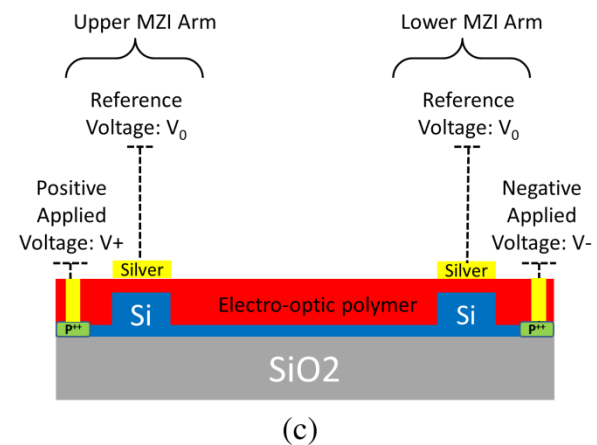 Upper MZI Arm
Lower MZI Arm
Reference
Voltage: V₀
Reference
Voltage: V₀
Positive
Applied
Voltage: V+
Negative
Applied
Voltage: V-
Silver
Silver
Si
Electro-optic polymer
Si
P++
P++
SiO2
(c)